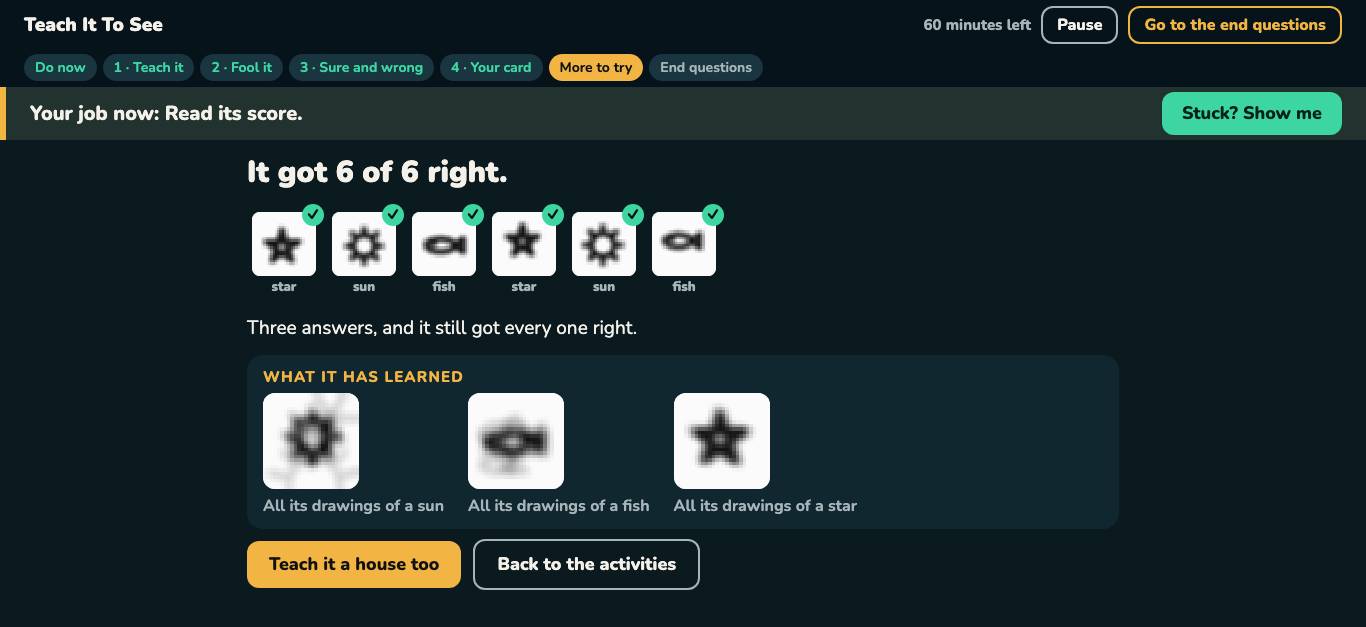 Teach It To See
60 minutes left
Pause
Go to the end questions
Do now
1 · Teach it
2 · Fool it
3 · Sure and wrong
4 · Your card
More to try
End questions
Your job now: Read its score.
Stuck? Show me
It got 6 of 6 right.
star
sun
fish
star
sun
fish
Three answers, and it still got every one right.
WHAT IT HAS LEARNED
All its drawings of a sun
All its drawings of a fish
All its drawings of a star
Teach it a house too
Back to the activities